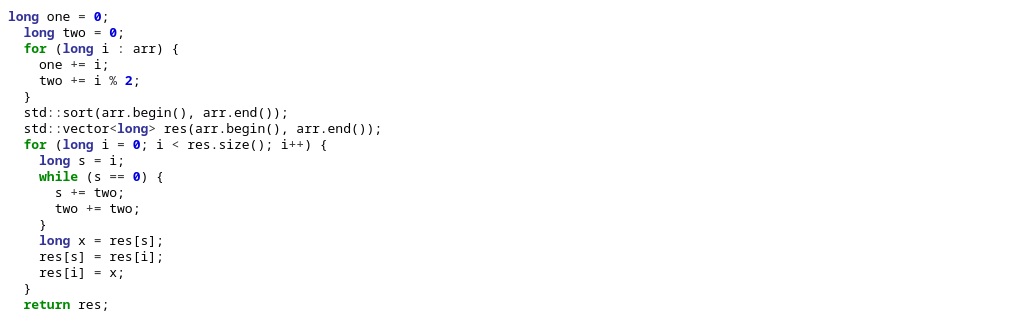 long one = 0;
  long two = 0;
  for (long i : arr) {
    one += i;
    two += i % 2;
  }
  std::sort(arr.begin(), arr.end());
  std::vector<long> res(arr.begin(), arr.end());
  for (long i = 0; i < res.size(); i++) {
    long s = i;
    while (s == 0) {
      s += two;
      two += two;
    }
    long x = res[s];
    res[s] = res[i];
    res[i] = x;
  }
  return res;